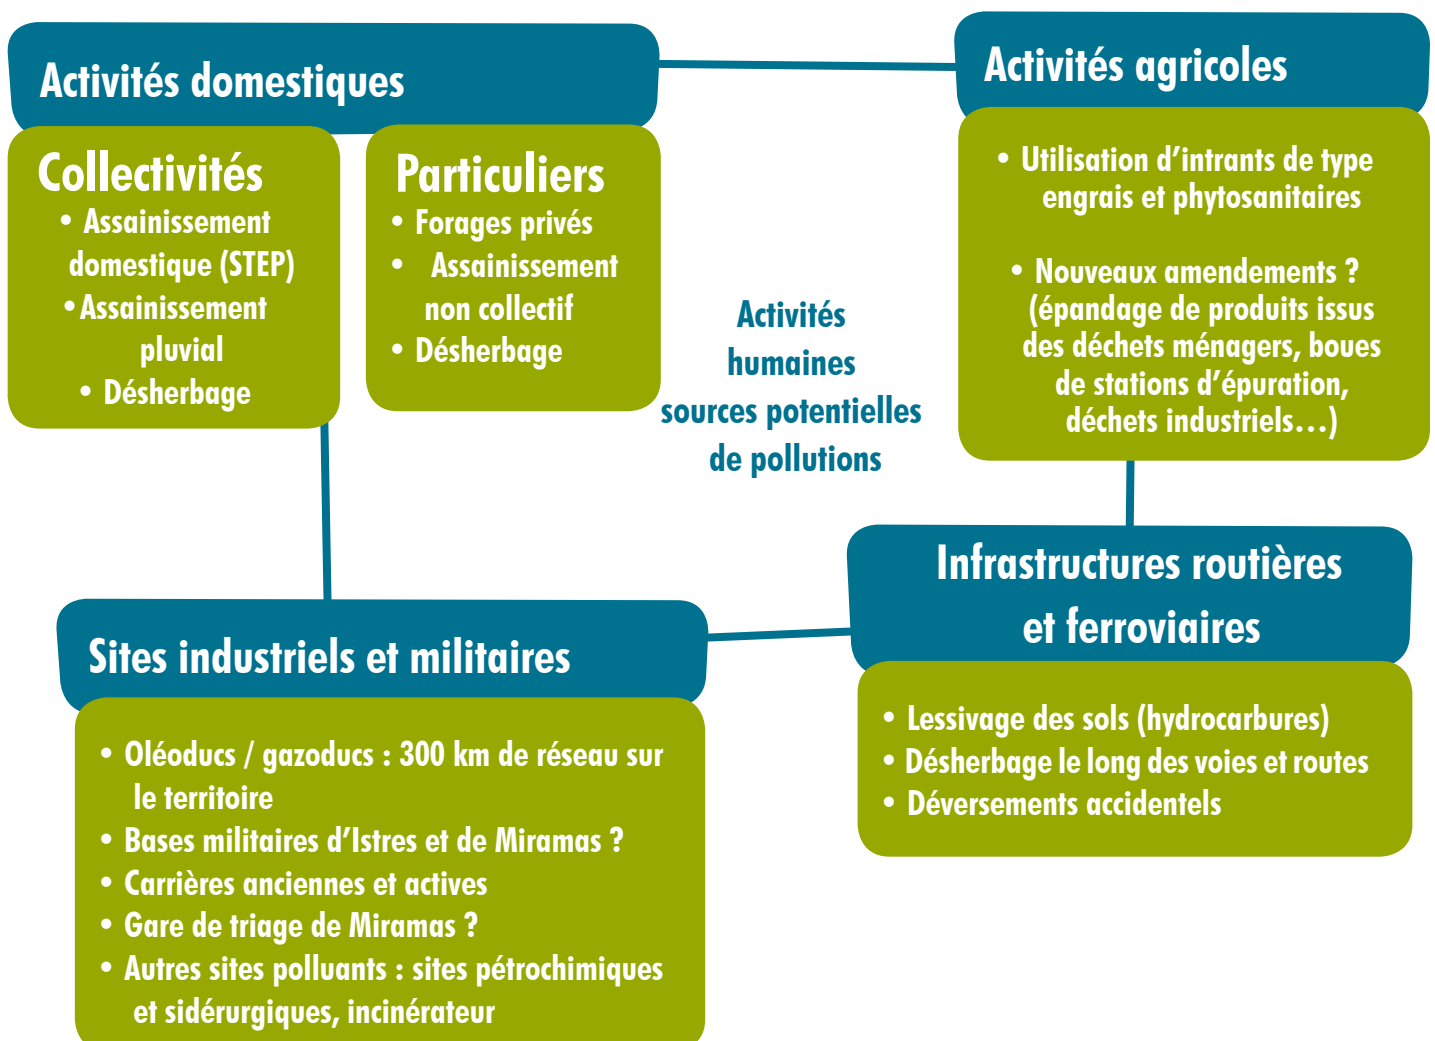 Activités domestiques
Collectivités
• Assainissement
domestique (STEP)
•Assainissement
pluvial
• Désherbage
Particuliers
• Forages privés
• Assainissement
non collectif
• Désherbage
Activités
humaines
sources potentielles
de pollutions
Activités agricoles
• Utilisation d’intrants de type
engrais et phytosanitaires
• Nouveaux amendements ?
(épandage de produits issus
des déchets ménagers, boues
de stations d’épuration,
déchets industriels…)
Sites industriels et militaires
• Oléoducs / gazoducs : 300 km de réseau sur
le territoire
• Bases militaires d’Istres et de Miramas ?
• Carrières anciennes et actives
• Gare de triage de Miramas ?
• Autres sites polluants : sites pétrochimiques
et sidérurgiques, incinérateur
Infrastructures routières
et ferroviaires
• Lessivage des sols (hydrocarbures)
• Désherbage le long des voies et routes
• Déversements accidentels